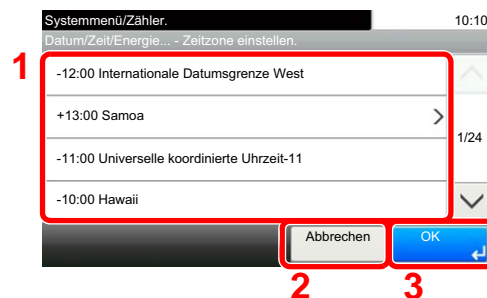 Systemmenü/Zähler. 10:10
Datum/Zeit/Energie... - Zeitzone einstellen.
1
-12:00 Internationale Datumsgrenze West
+13:00 Samoa
1/24
-11:00 Universelle koordinierte Uhrzeit-11
-10:00 Hawaii
Abbrechen OK
2 3